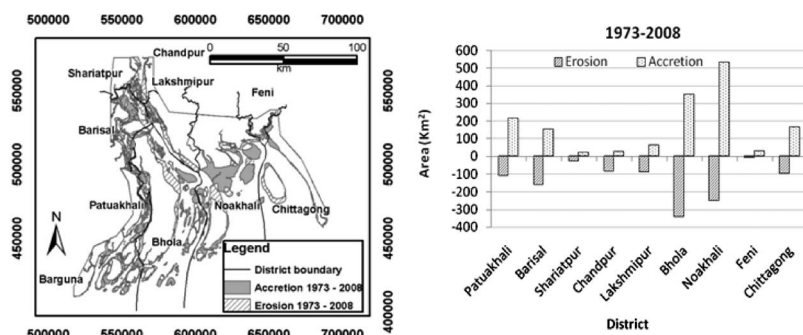 500000 550000 600000 650000 700000
Chandpur
0 50 100
km
Shariatpur
Lakshmipur
Feni
Barisal
Patuakhali
Noakhali
Chittagong
N
Bhola
Barguna
Legend
District boundary
Accretion 1973 - 2008
Erosion 1973 - 2008
550000
500000
450000
550000
500000
450000
400000
500000 550000 600000 650000 700000
1973-2008
Erosion Accretion
Area (Km²)
600
500
400
300
200
100
0
-100
-200
-300
-400
Patuakhali
Barisal
Shariatpur
Chandpur
Lakshmipur
Bhola
Noakhali
Feni
Chittagong
District